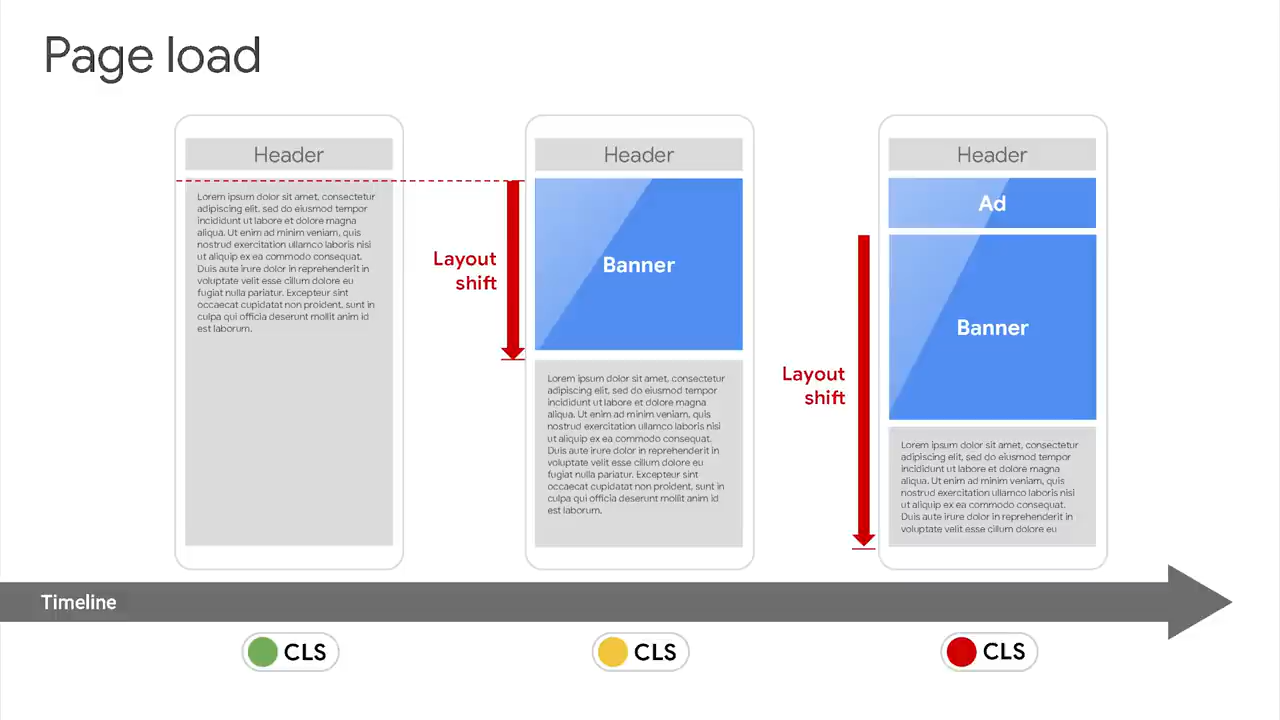 Page load
Header
Lorem ipsum dolor sit amet, consectetur
adipiscing elit, sed do eiusmod tempor
incididunt ut labore et dolore magna
aliqua. Ut enim ad minim veniam, quis
nostrud exercitation ullamco laboris nisi
ut aliquip ex ea commodo consequat.
Duis aute irure dolor in reprehenderit in
voluptate velit esse cillum dolore eu
fugiat nulla pariatur. Excepteur sint
occaecat cupidatat non proident, sunt in
culpa qui officia deserunt mollit anim id
est laborum.
Layout
shift
Header
Banner
Lorem ipsum dolor sit amet, consectetur
adipiscing elit, sed do eiusmod tempor
incididunt ut labore et dolore magna
aliqua. Ut enim ad minim veniam, quis
nostrud exercitation ullamco laboris nisi
ut aliquip ex ea commodo consequat.
Duis aute irure dolor in reprehenderit in
voluptate velit esse cillum dolore eu
fugiat nulla pariatur. Excepteur sint
occaecat cupidatat non proident, sunt in
culpa qui officia deserunt mollit anim id
est laborum.
Layout
shift
Header
Ad
Banner
Lorem ipsum dolor sit amet, consectetur
adipiscing elit, sed do eiusmod tempor
incididunt ut labore et dolore magna
aliqua. Ut enim ad minim veniam, quis
nostrud exercitation ullamco laboris nisi
ut aliquip ex ea commodo consequat.
Duis aute irure dolor in reprehenderit in
voluptate velit esse cillum dolore eu
Timeline
CLS
CLS
CLS